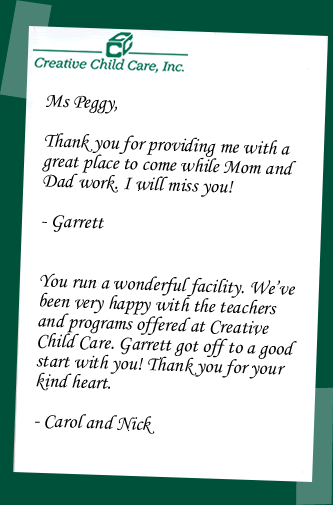 Creative Child Care, Inc.
Ms Peggy,
Thank you for providing me with a
great place to come while Mom and
Dad work. I will miss you!
- Garrett
You run a wonderful facility. We've
been very happy with the teachers
and programs offered at Creative
Child Care. Garrett got off to a good
start with you! Thank you for your
kind heart.
- Carol and Nick